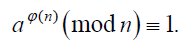 a^{φ(n)} (mod n) ≡ 1.